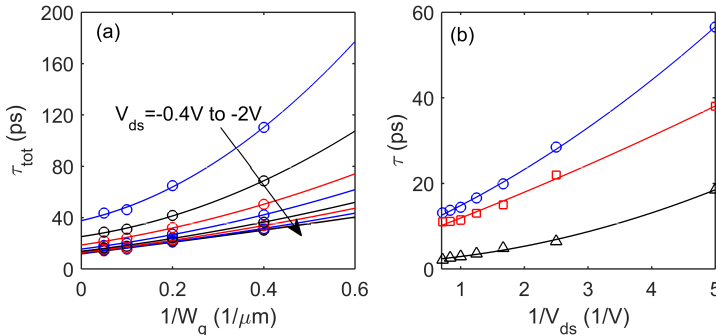 (a)
V_ds=-0.4V to -2V
τ_tot (ps)
200
160
120
80
40
0
0 0.2 0.4 0.6
1/W_g (1/μm)
(b)
τ (ps)
60
40
20
0
1 2 3 4 5
1/V_ds (1/V)